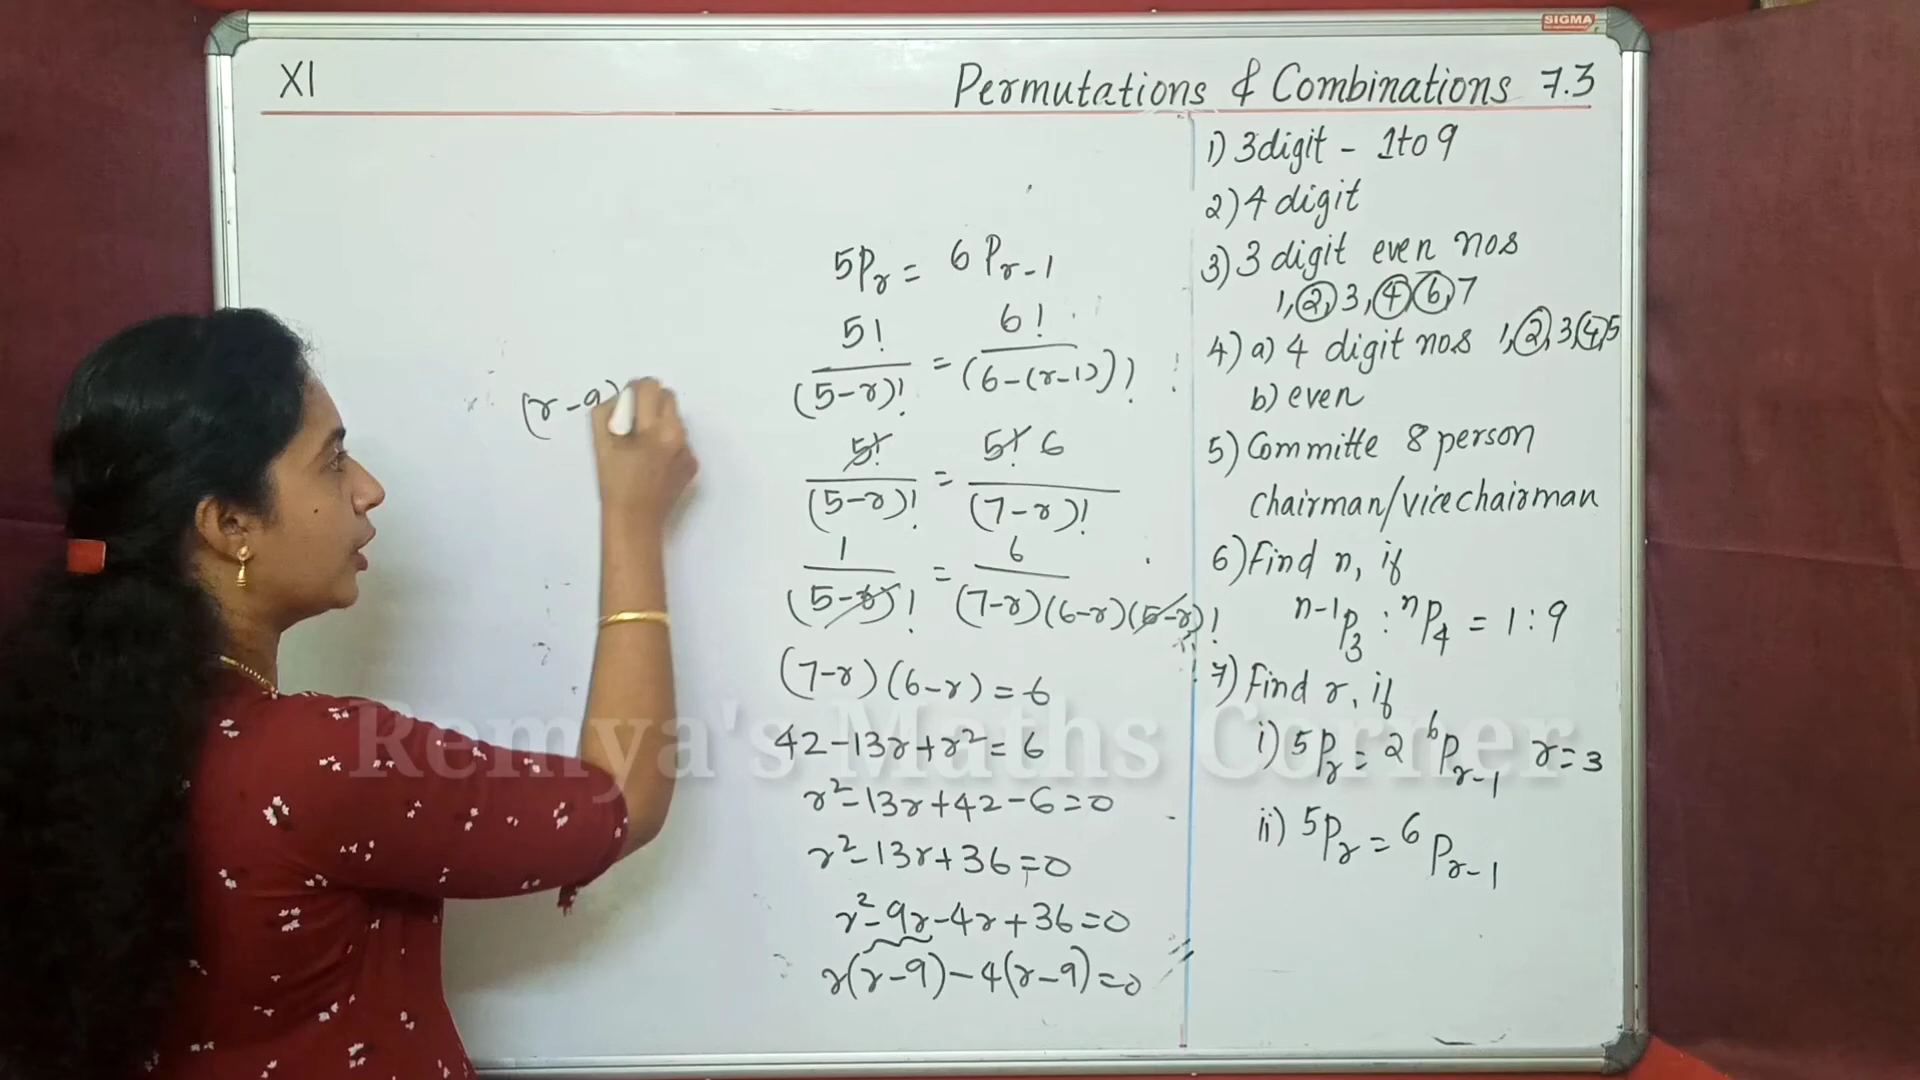 SIGMA
XI
Permutations & Combinations 7.3
(r-9)
5Pr = 6Pr-1
5! / (5-r)! = 6! / (6-(r-1))!
5! / (5-r)! = 5! 6 / (7-r)!
1 / (5-r)! = 6 / (7-r)(6-r)(5-r)!
(7-r)(6-r) = 6
42-13r+r² = 6
r²-13r+42-6=0
r²-13r+36=0
r²-9r-4r+36=0
r(r-9)-4(r-9)=0
1) 3digit - 1to9
2) 4 digit
3) 3 digit even nos
1,2,3,4,6,7
4) a) 4 digit nos 1,2,3,4,5
b) even
5) Committe 8 person
Chairman/vicechairman
6) Find n, if
n-1P3 : nP4 = 1:9
7) Find r, if
i) 5Pr = 2 6Pr-1 r=3
ii) 5Pr = 6Pr-1
Remya's Maths Corner